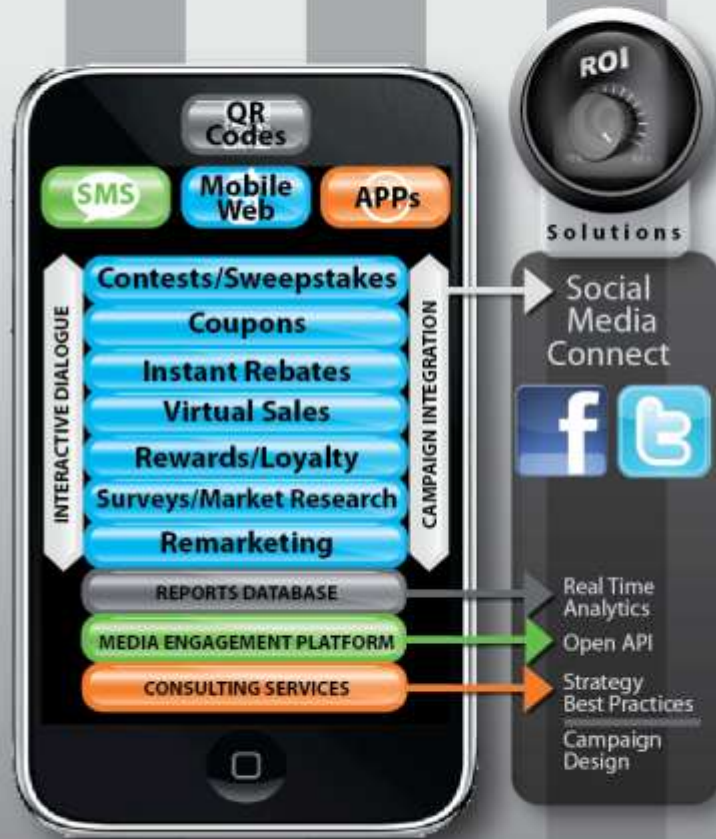 QR
Codes
SMS
Mobile
Web
APPs
INTERACTIVE DIALOGUE
Contests/Sweepstakes
Coupons
Instant Rebates
Virtual Sales
Rewards/Loyalty
Surveys/Market Research
Remarketing
CAMPAIGN INTEGRATION
REPORTS DATABASE
MEDIA ENGAGEMENT PLATFORM
CONSULTING SERVICES
ROI
Solutions
Social
Media
Connect
f
t
Real Time
Analytics
Open API
Strategy
Best Practices
Campaign
Design